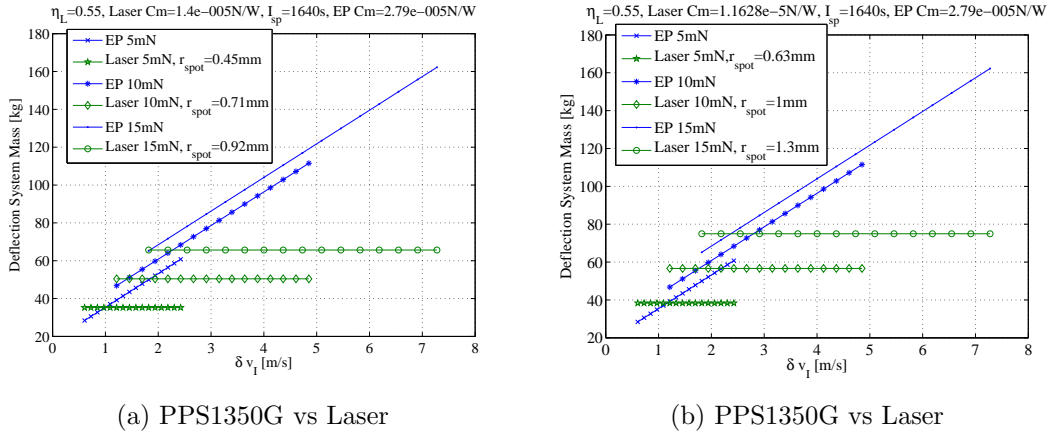 η_L=0.55, Laser Cm=1.4e−005N/W, I_sp=1640s, EP Cm=2.79e−005N/W
180
160
140
120
100
80
60
40
20
Deflection System Mass [kg]
EP 5mN
Laser 5mN, r_spot=0.45mm
EP 10mN
Laser 10mN, r_spot=0.71mm
EP 15mN
Laser 15mN, r_spot=0.92mm
0 1 2 3 4 5 6 7 8
δ v_I [m/s]
(a) PPS1350G vs Laser
η_L=0.55, Laser Cm=1.1628e−5N/W, I_sp=1640s, EP Cm=2.79e−005N/W
180
160
140
120
100
80
60
40
20
Deflection System Mass [kg]
EP 5mN
Laser 5mN,r_spot=0.63mm
EP 10mN
Laser 10mN, r_spot=1mm
EP 15mN
Laser 15mN, r_spot=1.3mm
0 1 2 3 4 5 6 7 8
δ v_I [m/s]
(b) PPS1350G vs Laser